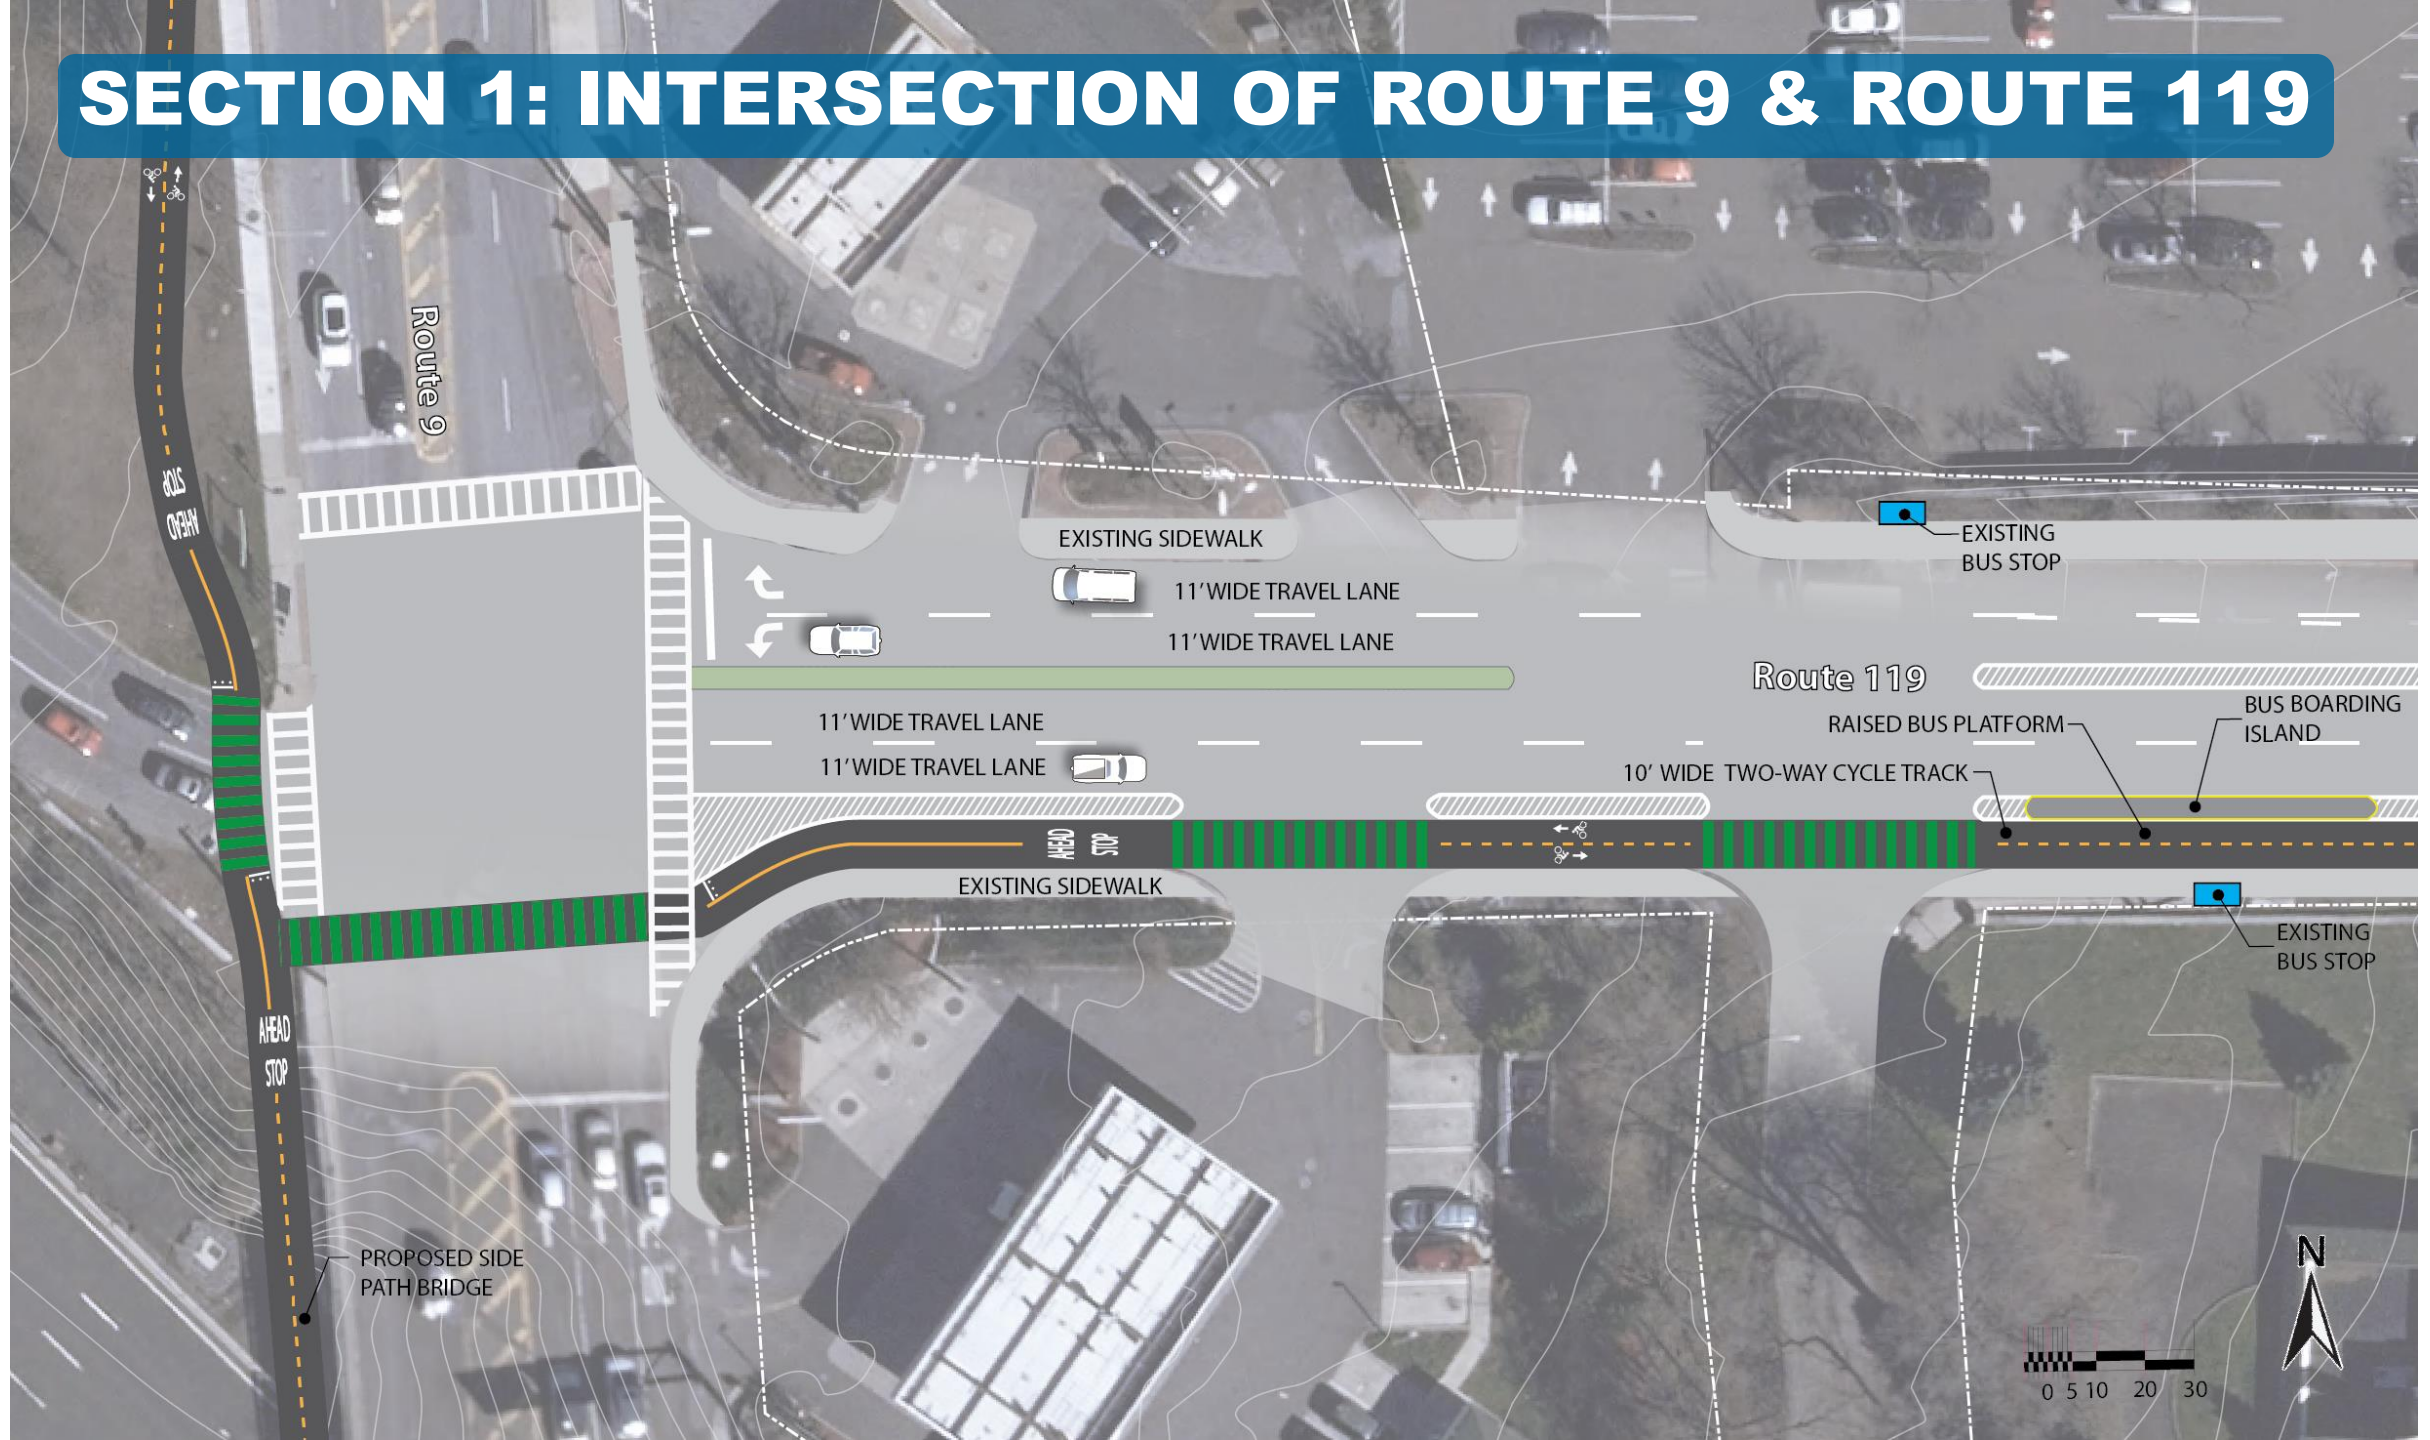 SECTION 1: INTERSECTION OF ROUTE 9 & ROUTE 119
Route 9
STOP
AHEAD
EXISTING SIDEWALK
EXISTING
BUS STOP
11' WIDE TRAVEL LANE
11' WIDE TRAVEL LANE
Route 119
BUS BOARDING
ISLAND
RAISED BUS PLATFORM
11' WIDE TRAVEL LANE
11' WIDE TRAVEL LANE
10' WIDE TWO-WAY CYCLE TRACK
AHEAD
STOP
EXISTING SIDEWALK
EXISTING
BUS STOP
AHEAD
STOP
PROPOSED SIDE
PATH BRIDGE
N
0 5 10 20 30